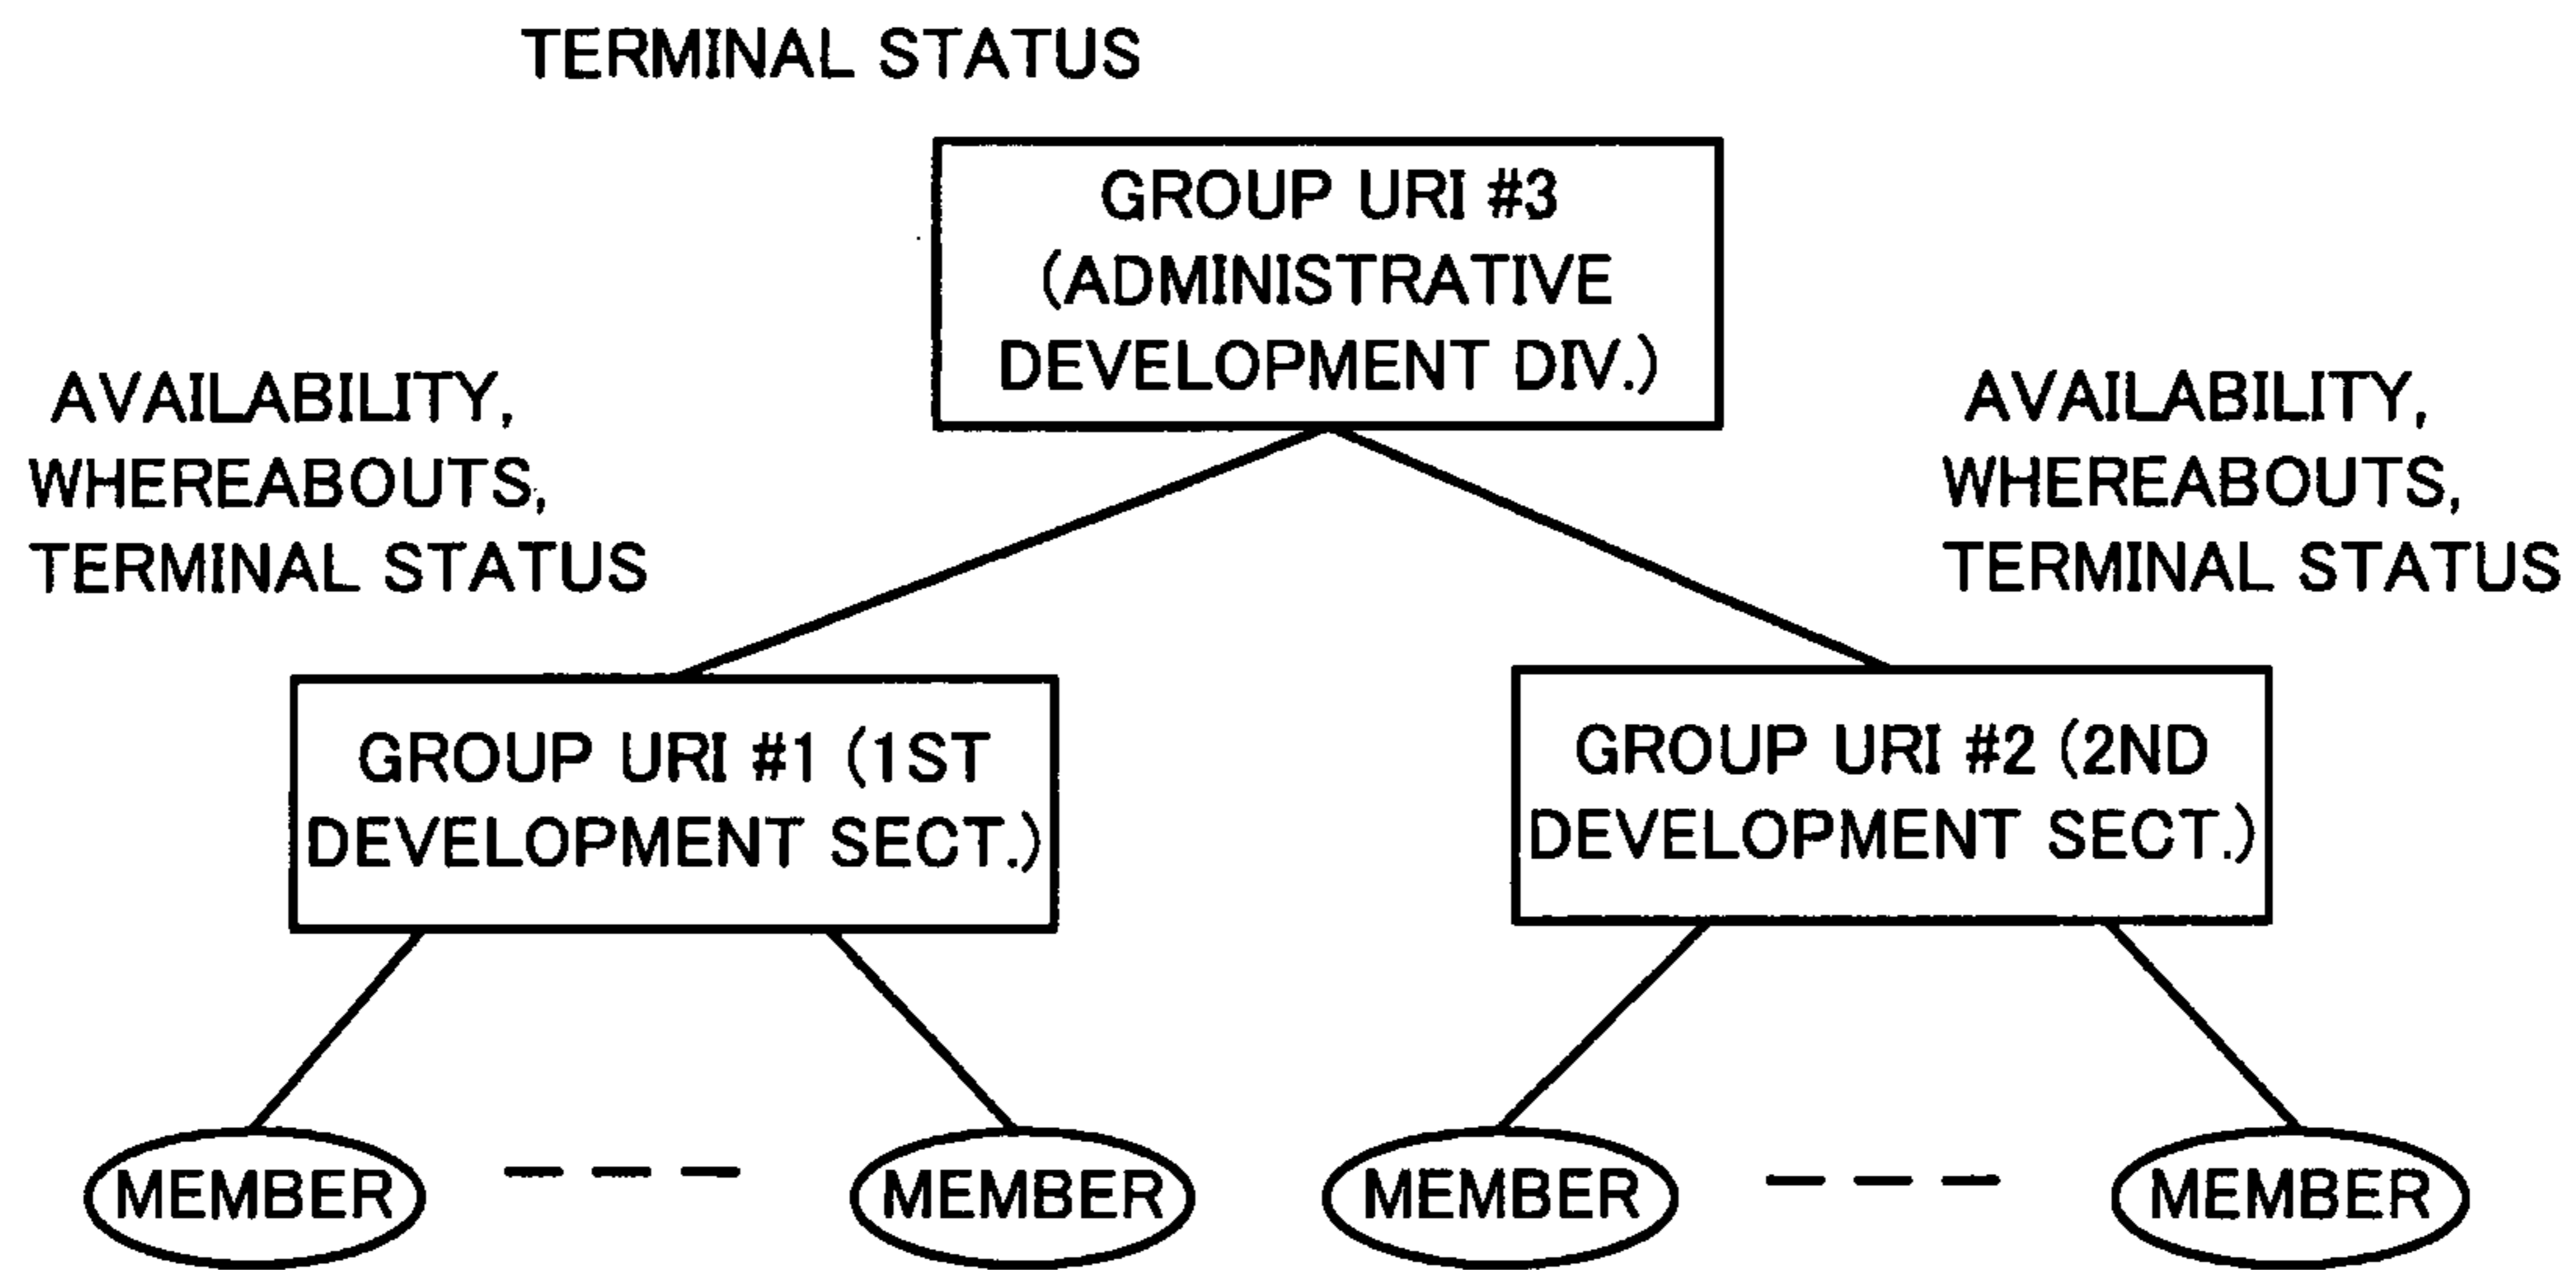 TERMINAL STATUS
GROUP URI #3
(ADMINISTRATIVE
DEVELOPMENT DIV.)
AVAILABILITY,
WHEREABOUTS,
TERMINAL STATUS
AVAILABILITY,
WHEREABOUTS,
TERMINAL STATUS
GROUP URI #1 (1ST
DEVELOPMENT SECT.)
GROUP URI #2 (2ND
DEVELOPMENT SECT.)
MEMBER
MEMBER
MEMBER
MEMBER